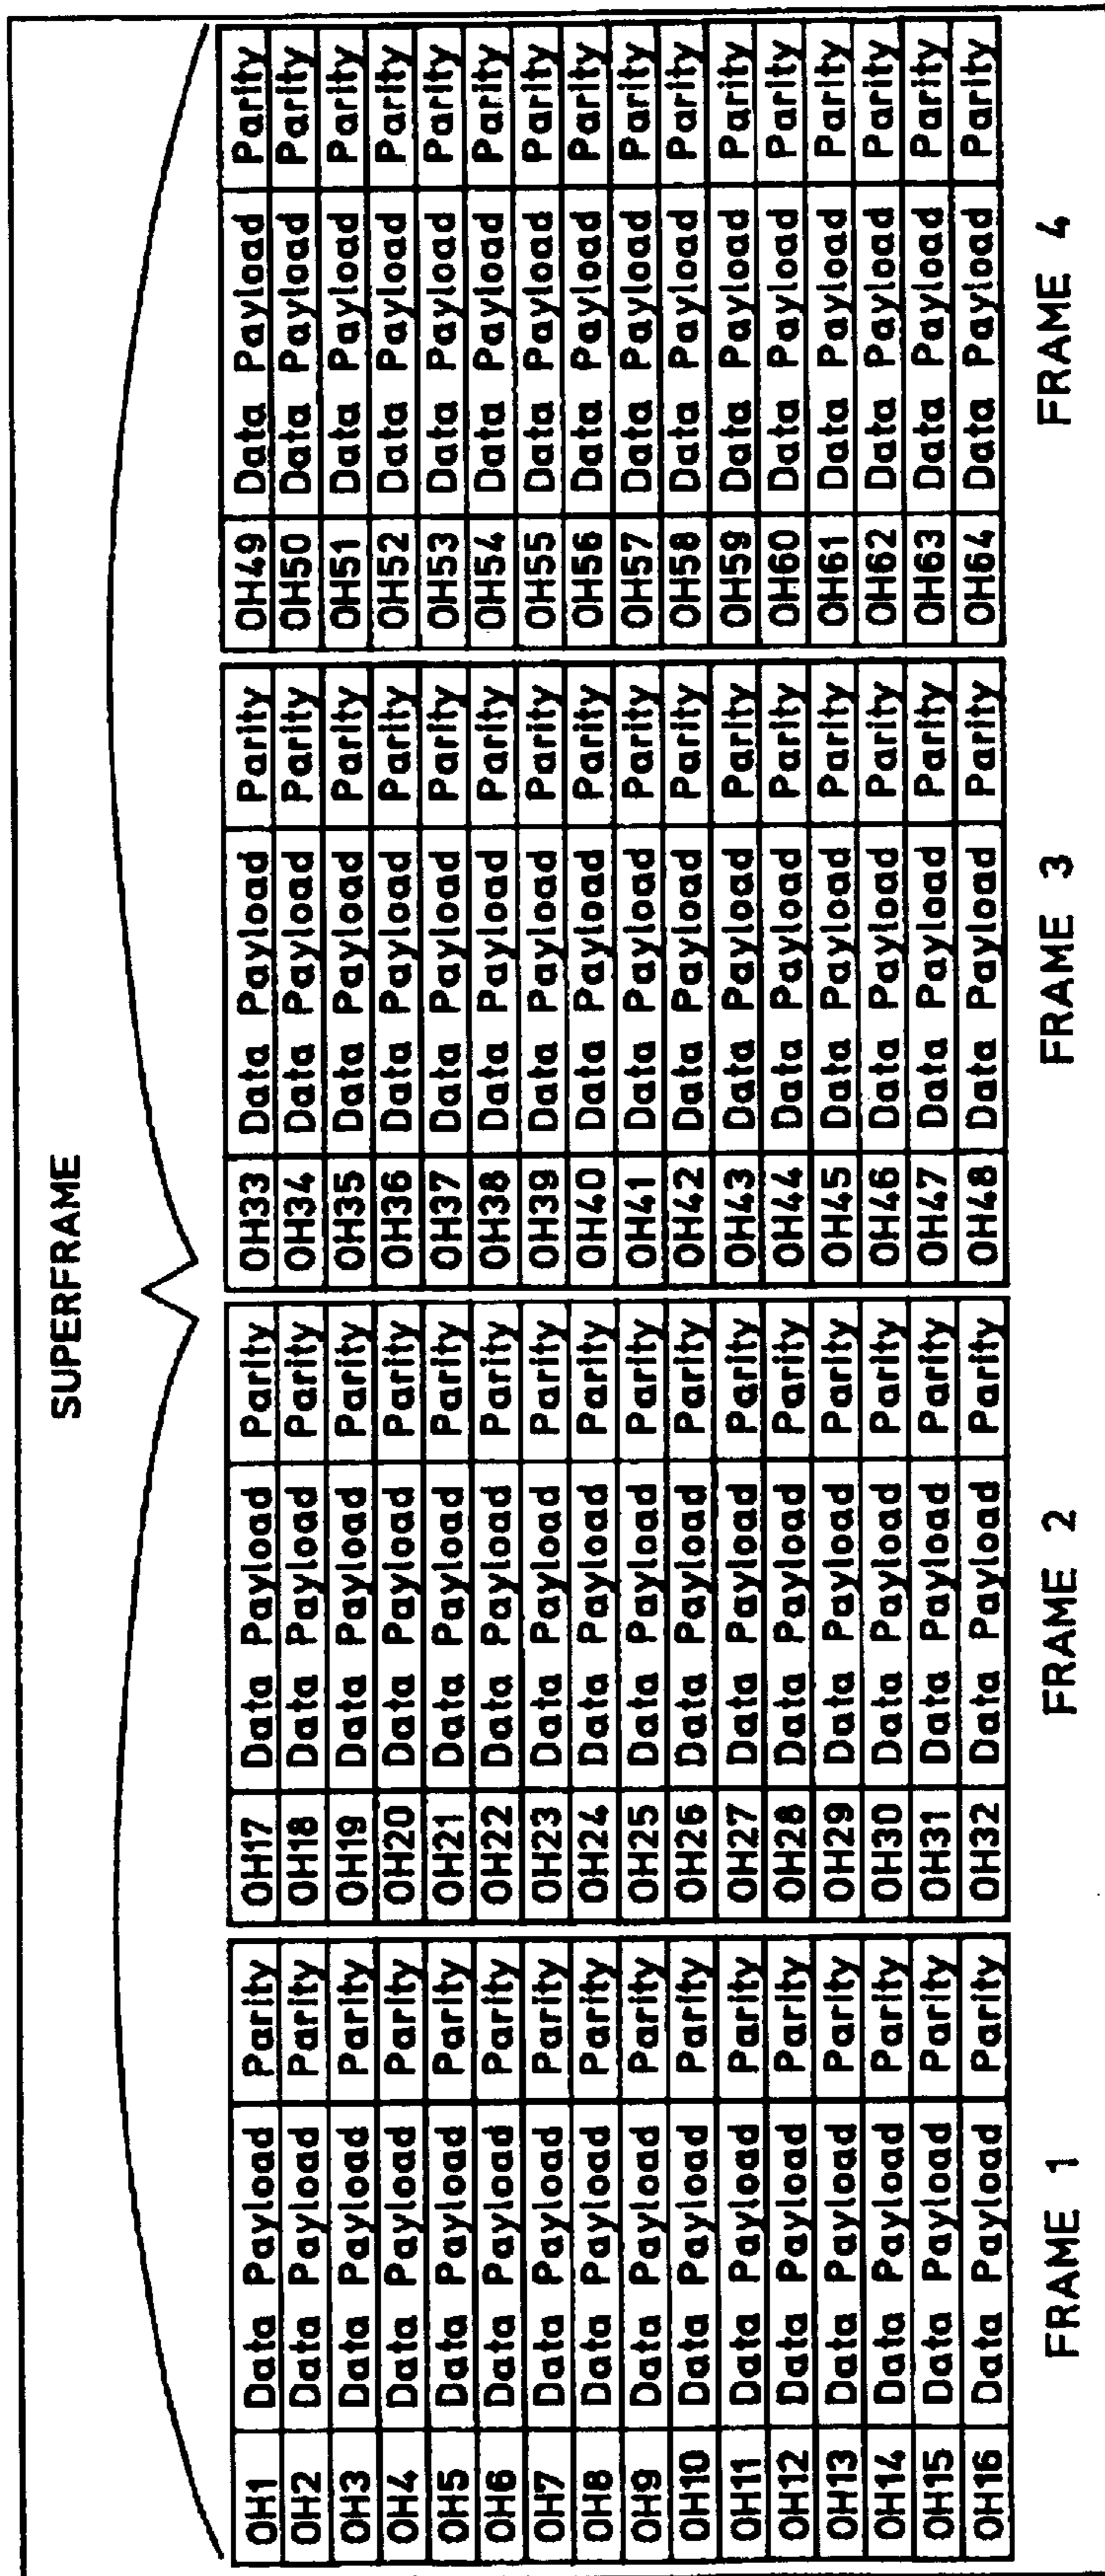 SUPERFRAME
OH1 Data Payload Parity OH17 Data Payload Parity OH33 Data Payload Parity OH49 Data Payload Parity
OH2 Data Payload Parity OH18 Data Payload Parity OH34 Data Payload Parity OH50 Data Payload Parity
OH3 Data Payload Parity OH19 Data Payload Parity OH35 Data Payload Parity OH51 Data Payload Parity
OH4 Data Payload Parity OH20 Data Payload Parity OH36 Data Payload Parity OH52 Data Payload Parity
OH5 Data Payload Parity OH21 Data Payload Parity OH37 Data Payload Parity OH53 Data Payload Parity
OH6 Data Payload Parity OH22 Data Payload Parity OH38 Data Payload Parity OH54 Data Payload Parity
OH7 Data Payload Parity OH23 Data Payload Parity OH39 Data Payload Parity OH55 Data Payload Parity
OH8 Data Payload Parity OH24 Data Payload Parity OH40 Data Payload Parity OH56 Data Payload Parity
OH9 Data Payload Parity OH25 Data Payload Parity OH41 Data Payload Parity OH57 Data Payload Parity
OH10 Data Payload Parity OH26 Data Payload Parity OH42 Data Payload Parity OH58 Data Payload Parity
OH11 Data Payload Parity OH27 Data Payload Parity OH43 Data Payload Parity OH59 Data Payload Parity
OH12 Data Payload Parity OH28 Data Payload Parity OH44 Data Payload Parity OH60 Data Payload Parity
OH13 Data Payload Parity OH29 Data Payload Parity OH45 Data Payload Parity OH61 Data Payload Parity
OH14 Data Payload Parity OH30 Data Payload Parity OH46 Data Payload Parity OH62 Data Payload Parity
OH15 Data Payload Parity OH31 Data Payload Parity OH47 Data Payload Parity OH63 Data Payload Parity
OH16 Data Payload Parity OH32 Data Payload Parity OH48 Data Payload Parity OH64 Data Payload Parity
FRAME 1 FRAME 2 FRAME 3 FRAME 4